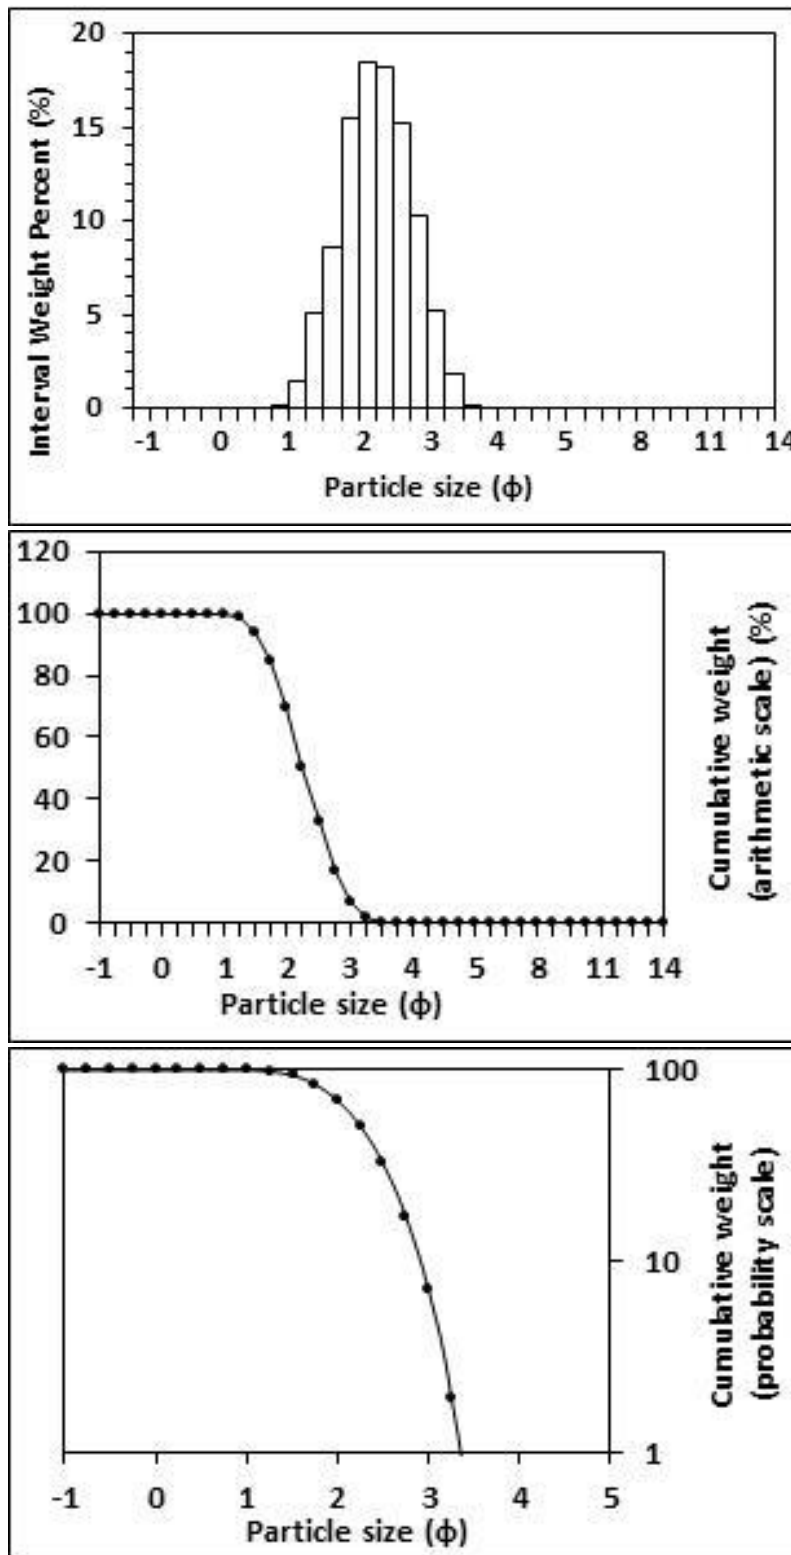 20
15
10
5
0
Interval Weight Percent (%)
-1 0 1 2 3 4 5 8 11 14
Particle size (ϕ)
120
100
80
60
40
20
0
-1 0 1 2 3 4 5 8 11 14
Particle size (ϕ)
Cumulative weight
(arithmetic scale) (%)
100
10
1
-1 0 1 2 3 4 5
Particle size (ϕ)
Cumulative weight
(probability scale)